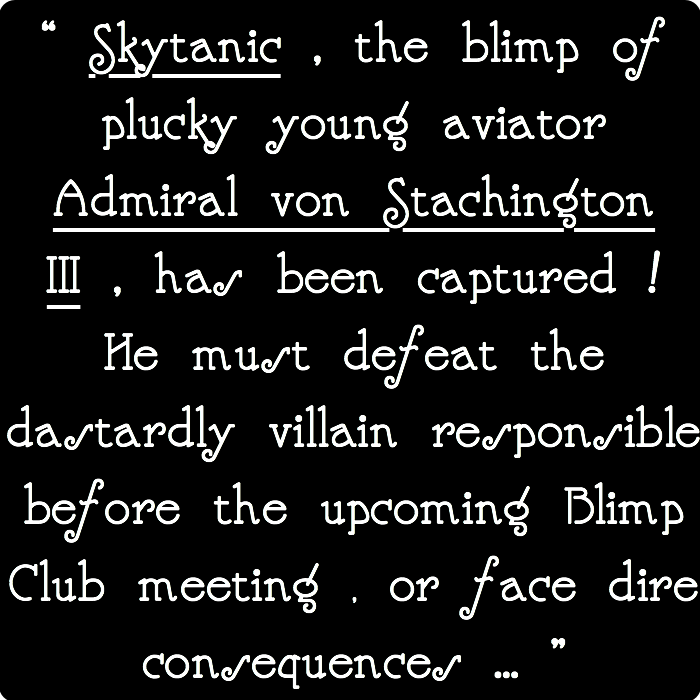 “ Skytanic , the blimp of
plucky young aviator
Admiral von Stachington
III , has been captured !
He must defeat the
dastardly villain responsible
before the upcoming Blimp
Club meeting , or face dire
consequences ... ”